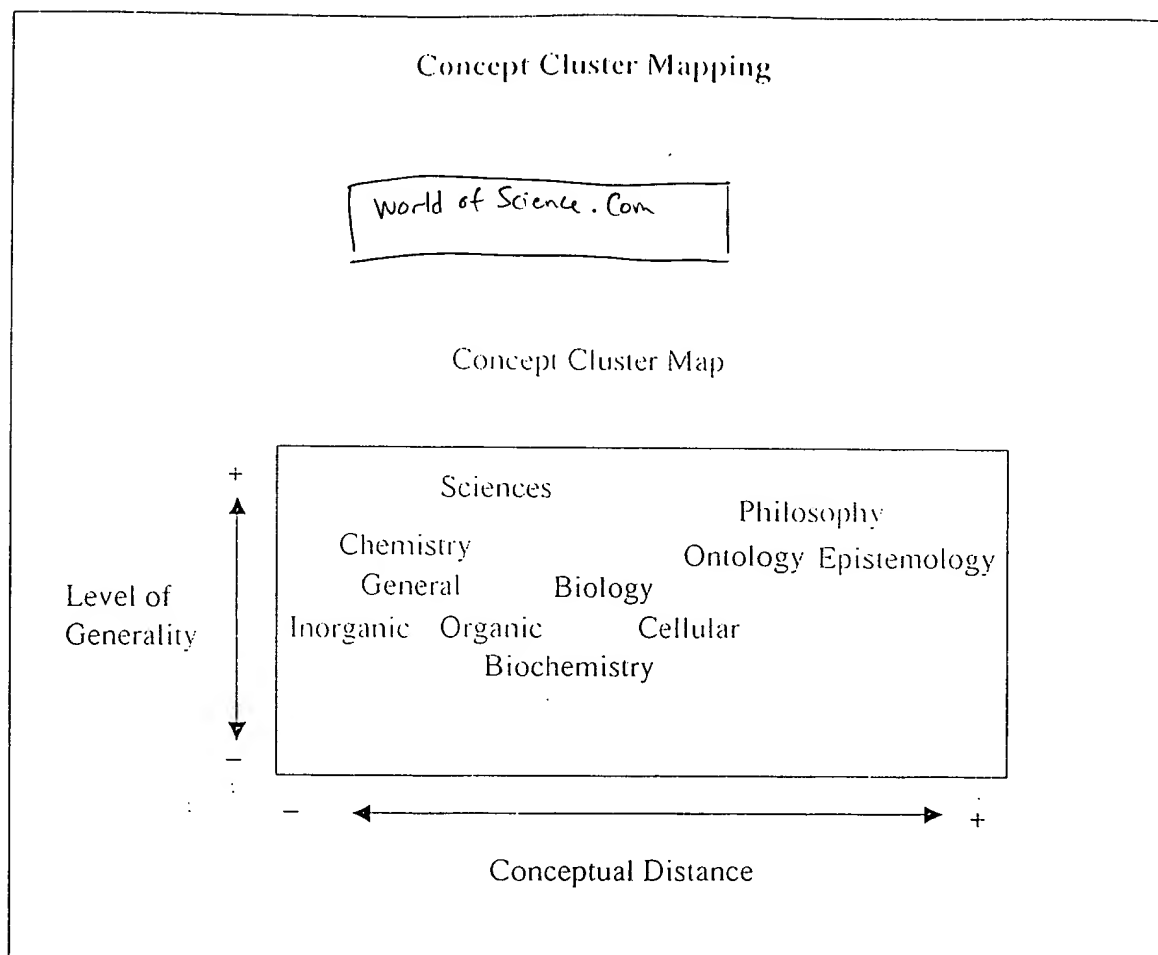 Concept Cluster Mapping
World of Science.Com
Concept Cluster Map
+
Sciences
Philosophy
Chemistry
Ontology Epistemology
General Biology
Level of
Generality
Inorganic Organic Cellular
Biochemistry
−
− +
Conceptual Distance